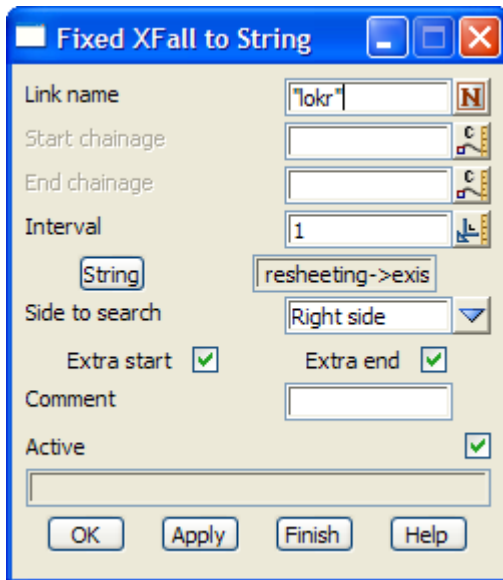 Fixed XFall to String
Link name "lokr" N
Start chainage C
End chainage C
Interval 1
String resheeting->exis
Side to search Right side
Extra start Extra end
Comment
Active
OK Apply Finish Help